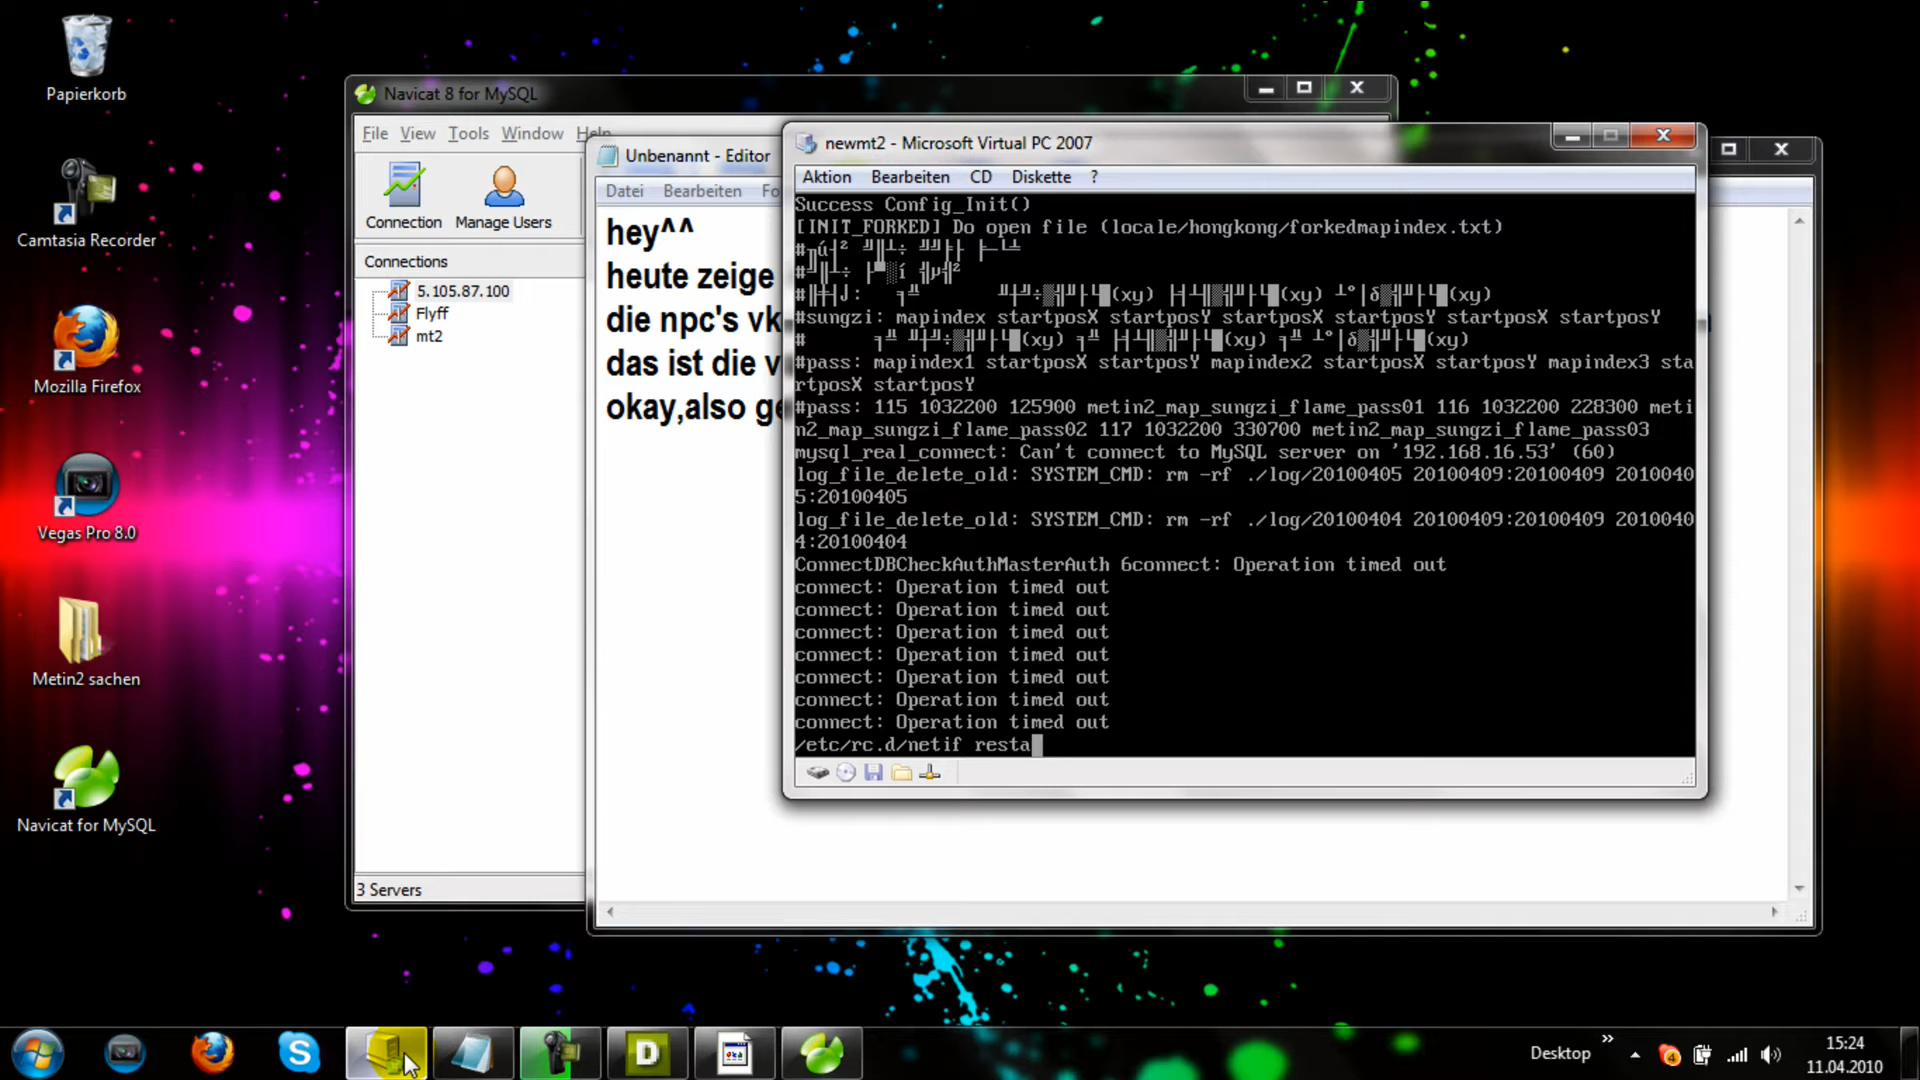 Papierkorb
Camtasia Recorder
Mozilla Firefox
Vegas Pro 8.0
Metin2 sachen
Navicat for MySQL
Navicat 8 for MySQL
File View Tools Window Help
Connection
Manage Users
Connections
5.105.87.100
Flyff
mt2
3 Servers
Unbenannt - Editor
Datei Bearbeiten Fo
hey^^
heute zeige
die npc's vk
das ist die v
okay,also ge
newmt2 - Microsoft Virtual PC 2007
Aktion Bearbeiten CD Diskette ?
Success Config_Init()
[INIT_FORKED] Do open file (locale/hongkong/forkedmapindex.txt)
#sungzi: mapindex startposX startposY startposX startposY startposX startposY
#pass: mapindex1 startposX startposY mapindex2 startposX startposY mapindex3 sta
rtposX startposY
#pass: 115 1032200 125900 metin2_map_sungzi_flame_pass01 116 1032200 228300 meti
n2_map_sungzi_flame_pass02 117 1032200 330700 metin2_map_sungzi_flame_pass03
mysql_real_connect: Can't connect to MySQL server on '192.168.16.53' (60)
log_file_delete_old: SYSTEM_CMD: rm -rf ./log/20100405 20100409:20100409 2010040
5:20100405
log_file_delete_old: SYSTEM_CMD: rm -rf ./log/20100404 20100409:20100409 2010040
4:20100404
ConnectDBCheckAuthMasterAuth 6connect: Operation timed out
connect: Operation timed out
connect: Operation timed out
connect: Operation timed out
connect: Operation timed out
connect: Operation timed out
connect: Operation timed out
connect: Operation timed out
/etc/rc.d/netif resta
D
Desktop
»
4
15:24
11.04.2010